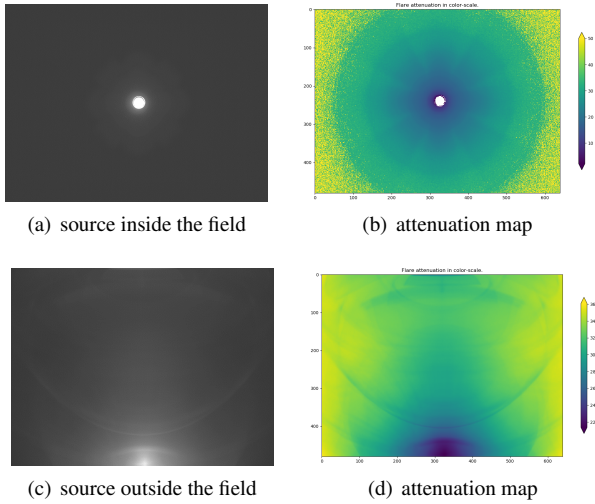 Flare attenuation in color-scale.
0
100
200
300
400
0 100 200 300 400 500 600
50
40
30
20
10
(a) source inside the field
(b) attenuation map
Flare attenuation in color-scale.
0
100
200
300
400
0 100 200 300 400 500 600
36
34
32
30
28
26
24
22
(c) source outside the field
(d) attenuation map